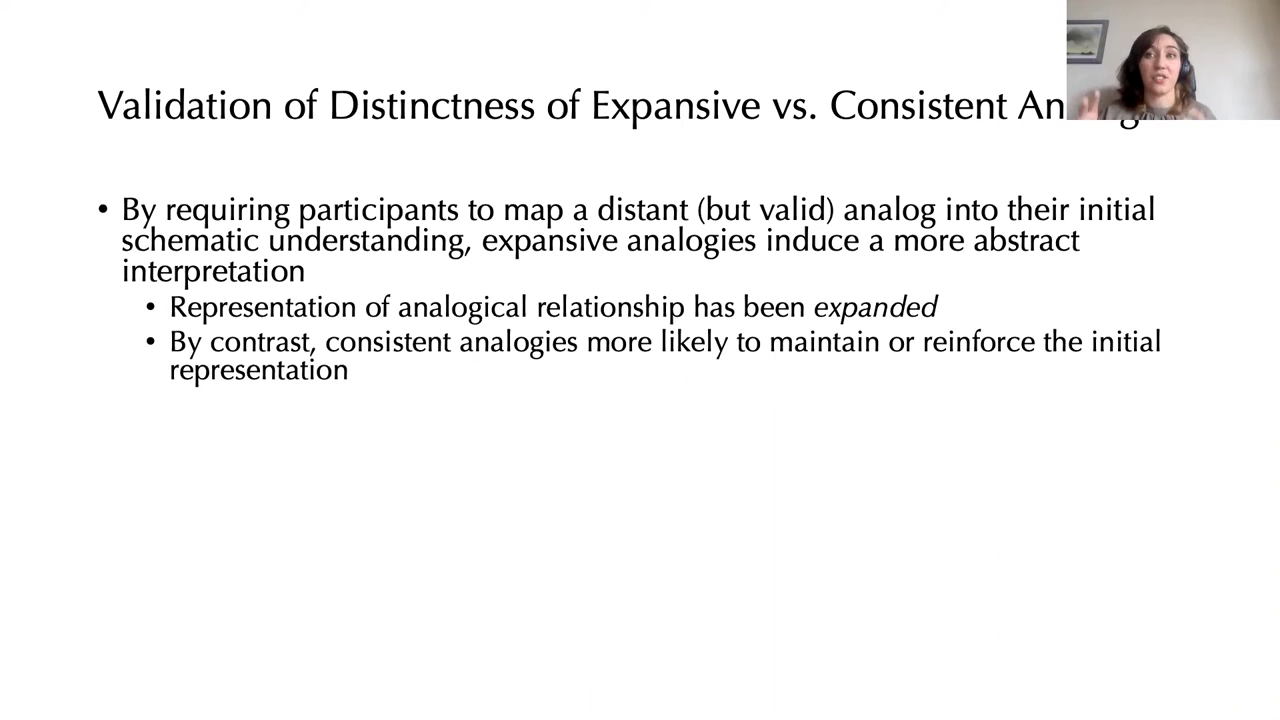 Validation of Distinctness of Expansive vs. Consistent
• By requiring participants to map a distant (but valid) analog into their initial
schematic understanding, expansive analogies induce a more abstract
interpretation
• Representation of analogical relationship has been expanded
• By contrast, consistent analogies more likely to maintain or reinforce the initial
representation